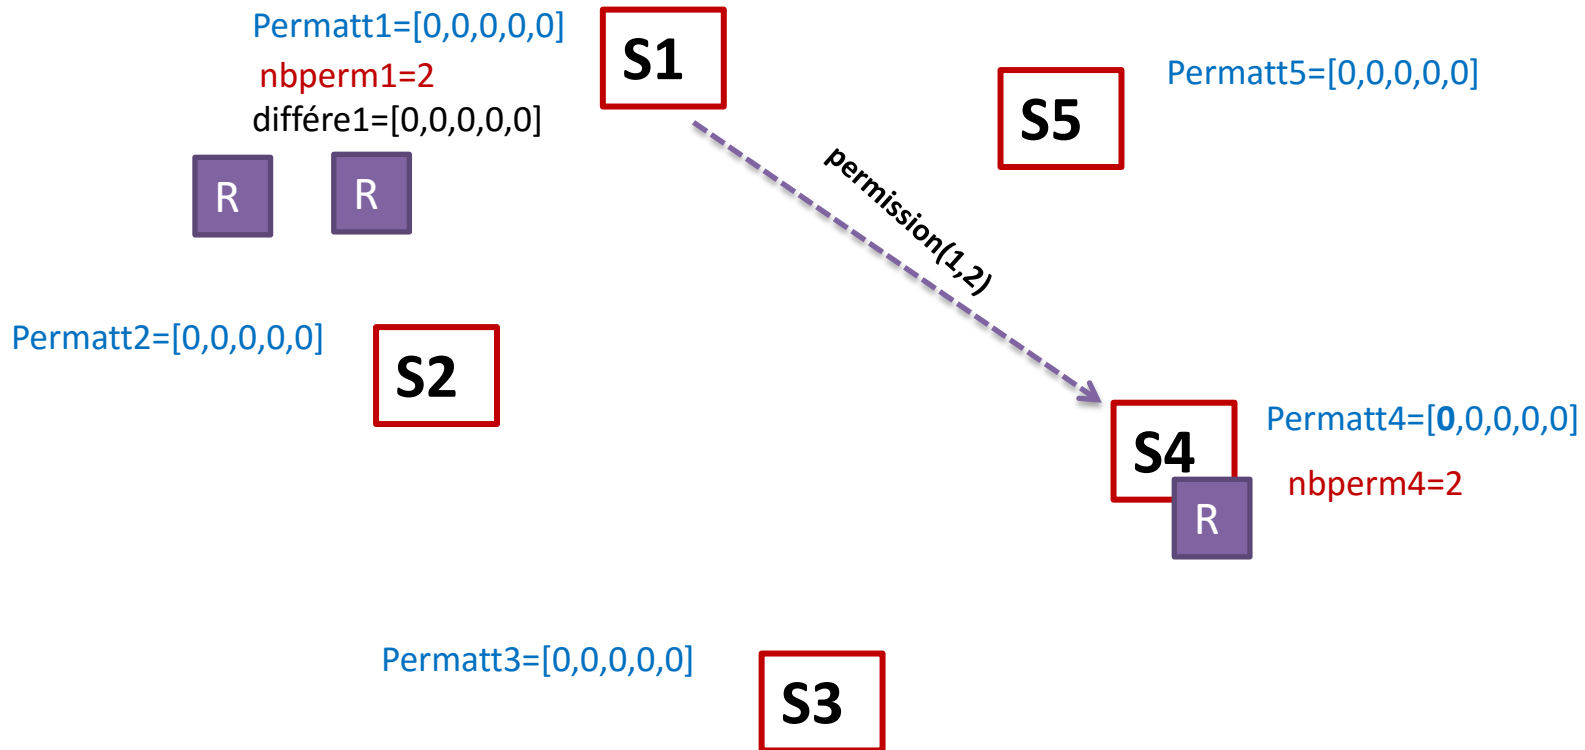 Permatt1=[0,0,0,0,0]
nbperm1=2
différe1=[0,0,0,0,0]
S1
S5
Permatt5=[0,0,0,0,0]
R
R
permission(1,2)
Permatt2=[0,0,0,0,0]
S2
S4
Permatt4=[0,0,0,0,0]
nbperm4=2
R
Permatt3=[0,0,0,0,0]
S3